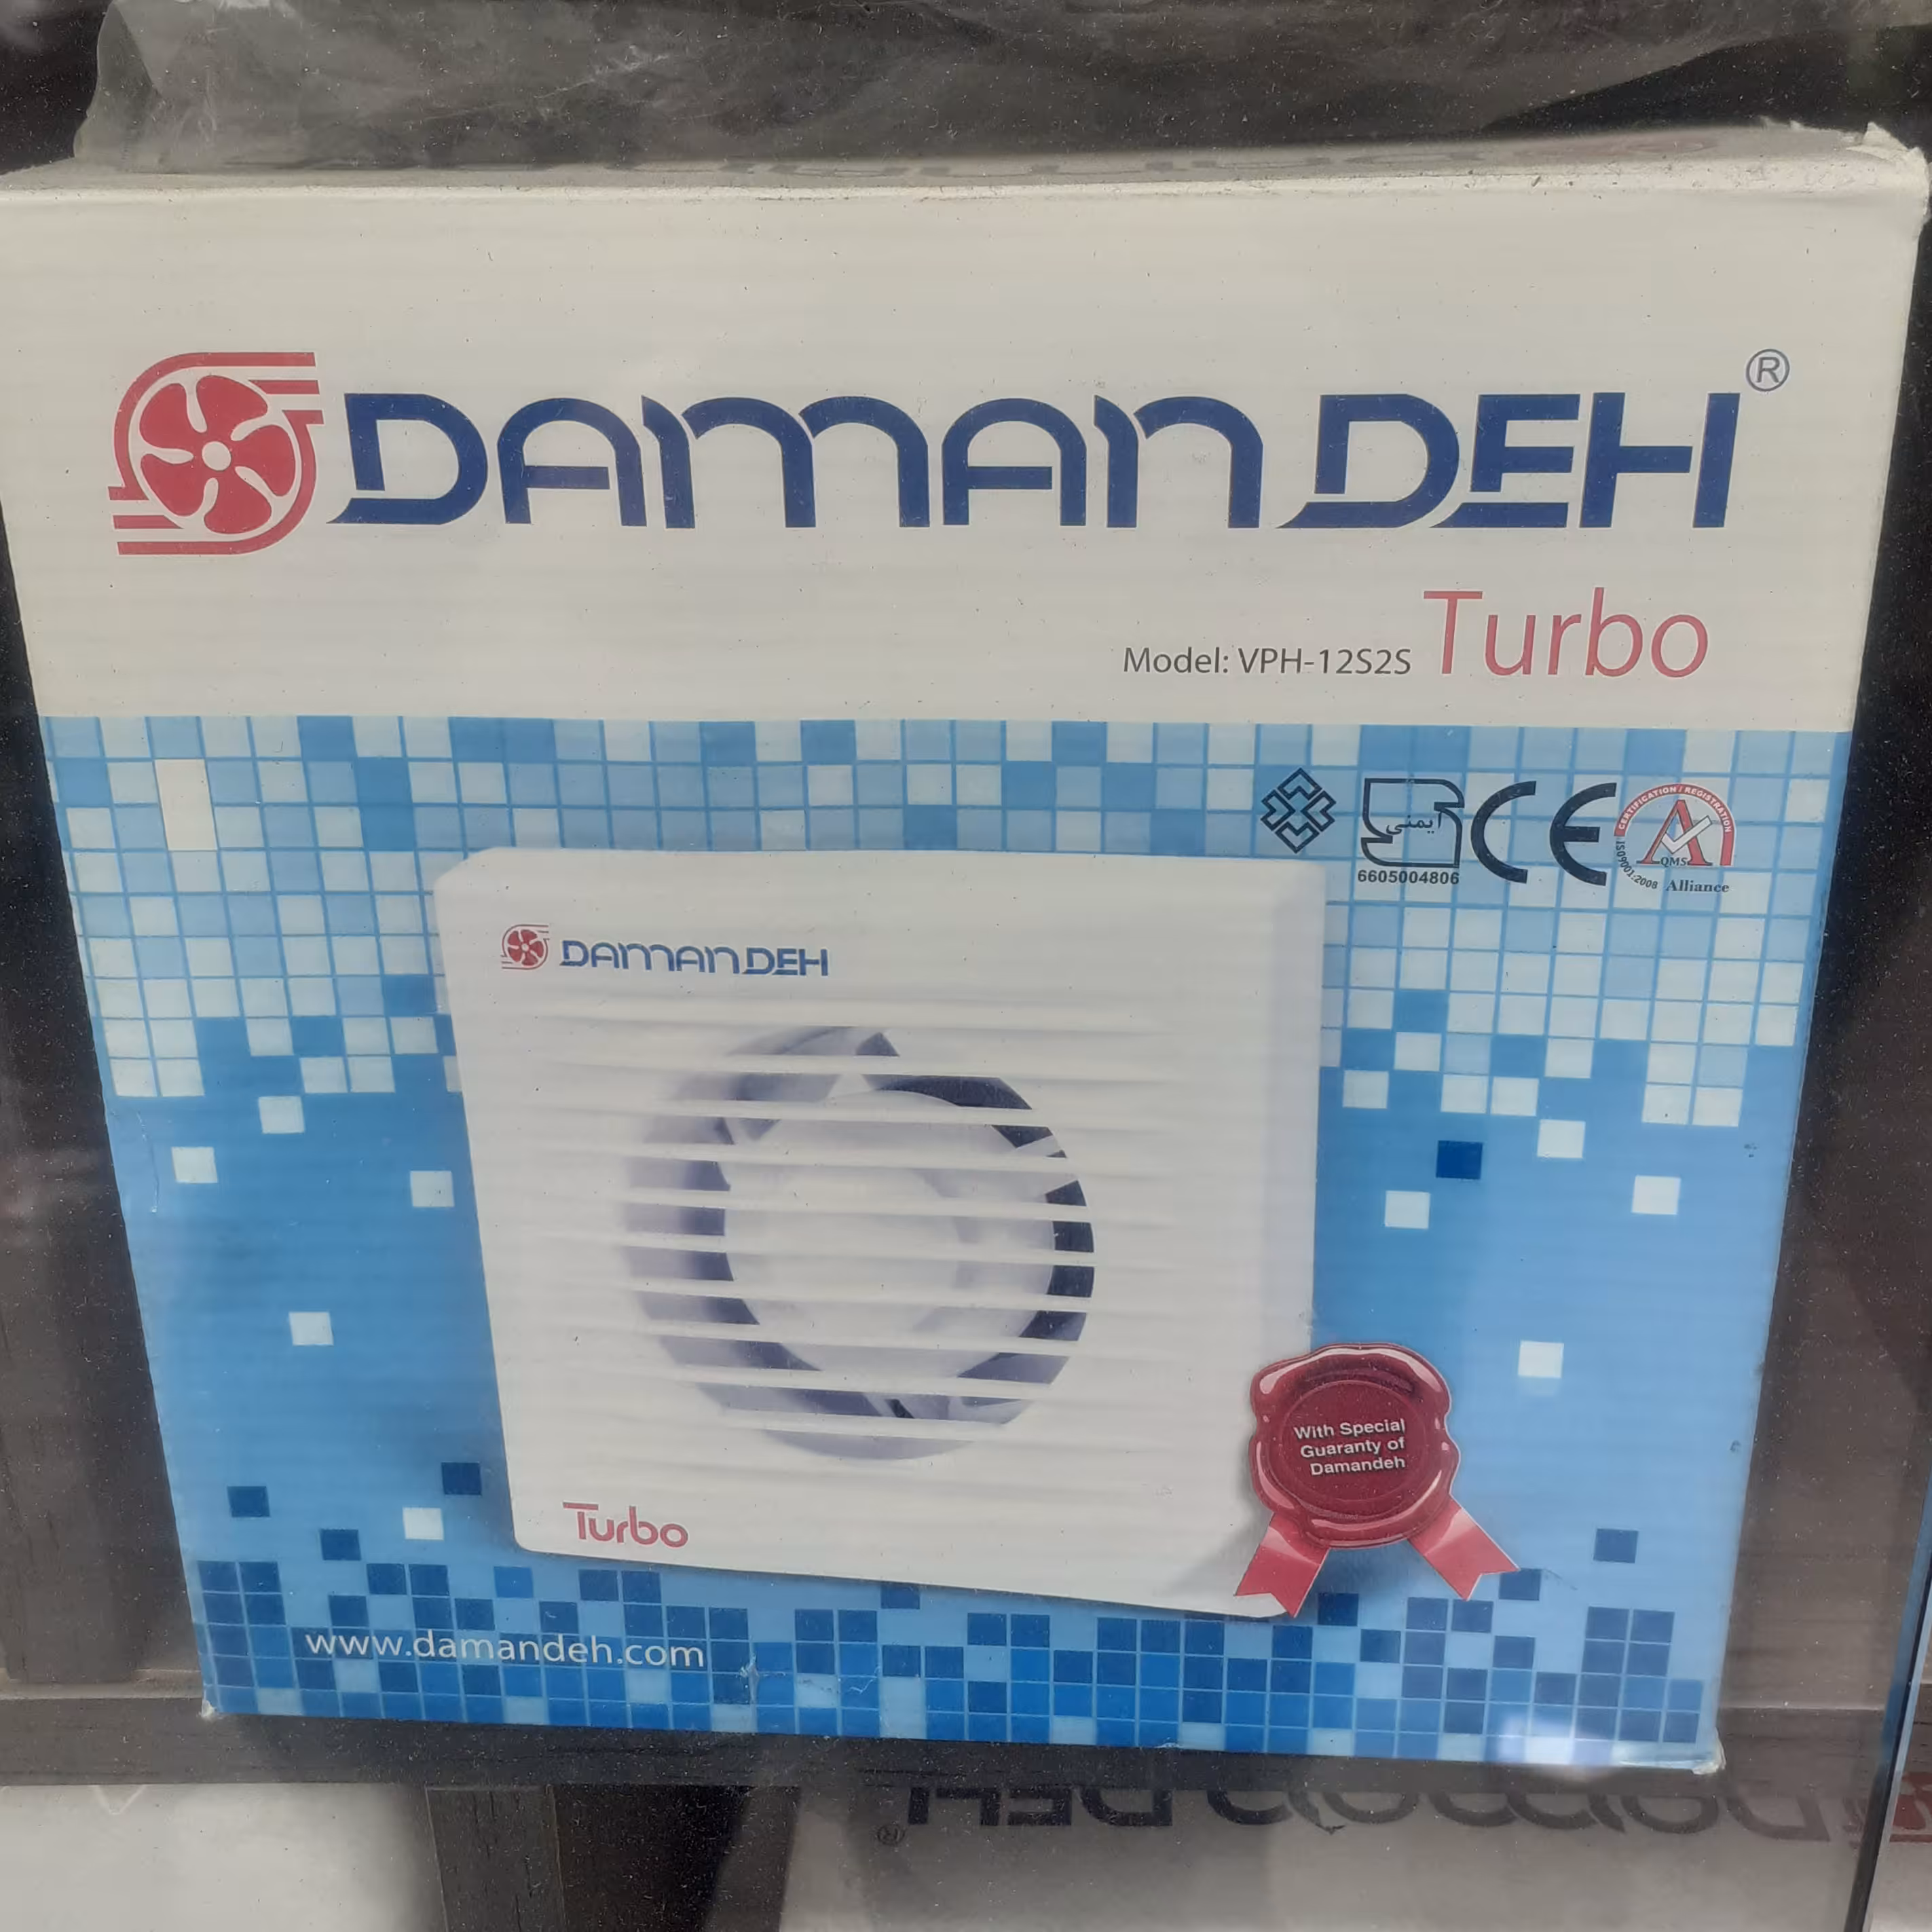 DAMANDEH®
Model: VPH-12S2S Turbo
ایمنی
6605004806
CE
CERTIFICATION / REGISTRATION
ISO9001:2008
QMS
Alliance
DAMANDEH
With Special
Guaranty of
Damandeh
Turbo
www.damandeh.com
DAMANDEH®